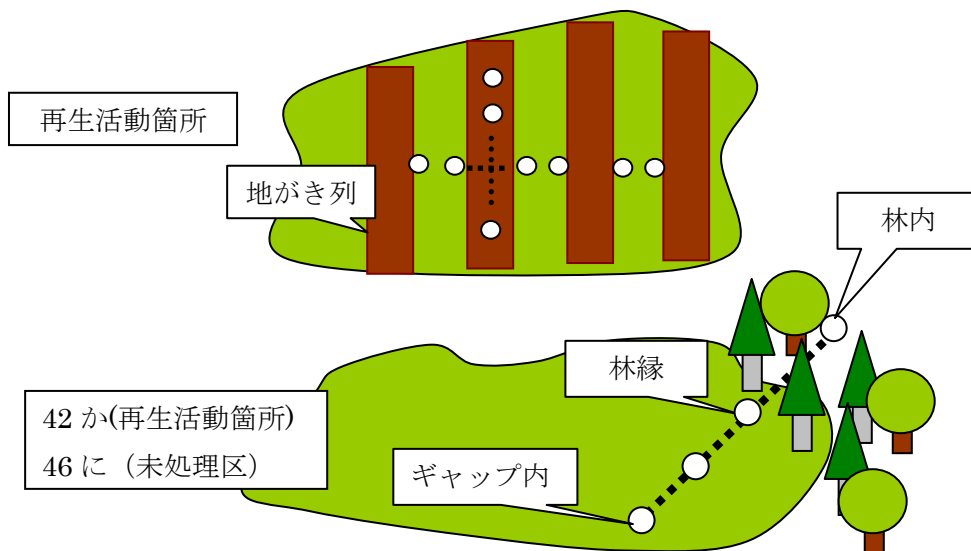 再生活動箇所
地がき列
林内
林縁
42 か(再生活動箇所)
46 に（未処理区）
ギャップ内